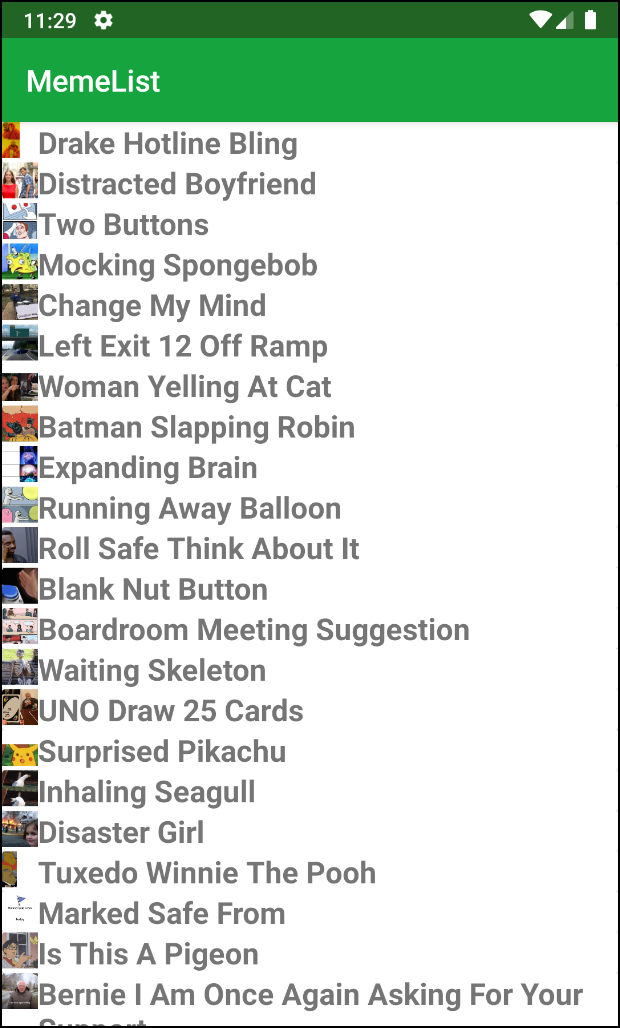 11:29
MemeList
Drake Hotline Bling
Distracted Boyfriend
Two Buttons
Mocking Spongebob
Change My Mind
Left Exit 12 Off Ramp
Woman Yelling At Cat
Batman Slapping Robin
Expanding Brain
Running Away Balloon
Roll Safe Think About It
Blank Nut Button
Boardroom Meeting Suggestion
Waiting Skeleton
UNO Draw 25 Cards
Surprised Pikachu
Inhaling Seagull
Disaster Girl
Tuxedo Winnie The Pooh
Marked Safe From
Is This A Pigeon
Bernie I Am Once Again Asking For Your
Support